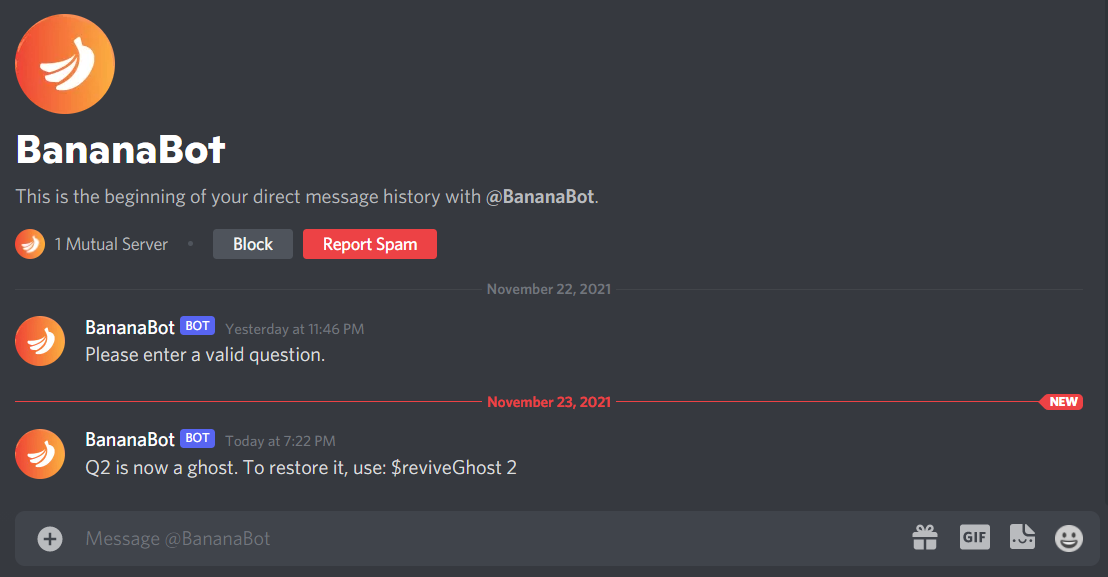 BananaBot
This is the beginning of your direct message history with @BananaBot.
1 Mutual Server • Block Report Spam
November 22, 2021
BananaBot BOT Yesterday at 11:46 PM
Please enter a valid question.
November 23, 2021 NEW
BananaBot BOT Today at 7:22 PM
Q2 is now a ghost. To restore it, use: $reviveGhost 2
Message @BananaBot GIF